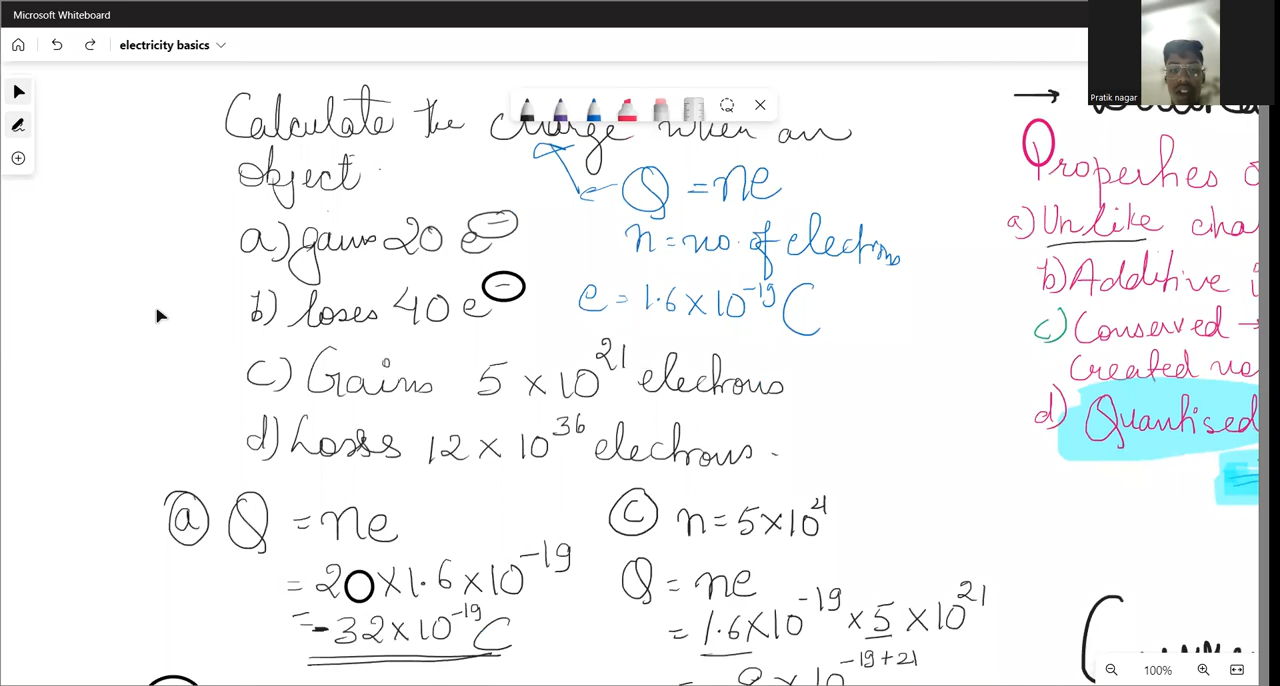 Microsoft Whiteboard
electricity basics
Pratik nagar
Calculate the charge when an
object
a) gains 20 e⁻
b) loses 40 e⁻
c) Gains 5 × 10²¹ electrons
d) Loses 12 × 10³⁶ electrons.
Q = ne
n = no. of electrons
e = 1.6 × 10⁻¹⁹ C
a Q = ne
= 20 × 1.6 × 10⁻¹⁹
= -32 × 10⁻¹⁹ C
c n = 5 × 10²¹
Q = ne
= 1.6 × 10⁻¹⁹ × 5 × 10²¹
= 8 × 10⁻¹⁹⁺²¹
Properties o
a) Unlike cha
b) Additive i
c) Conserved →
Created
d) Quantised
100%